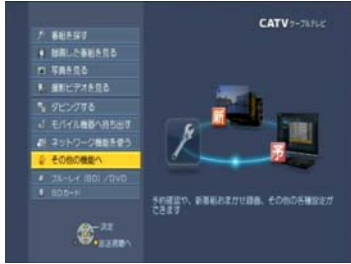 CATV ケーブルテレビ
番組を探す
録画した番組を見る
写真を見る
撮影ビデオを見る
ダビングする
モバイル機器へ持ち出す
ネットワーク機能を使う
その他の機能へ
ブルーレイ（BD）/DVD
SDカード
新
予
予約確認や、新番組おまかせ録画、その他の各種設定が
できます
決定
放送視聴へ